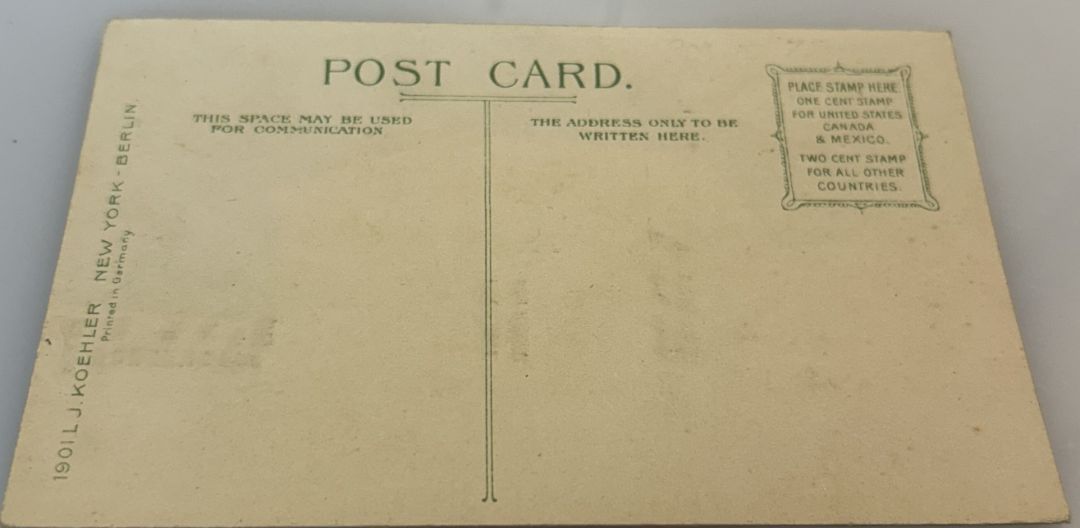 POST CARD.
THIS SPACE MAY BE USED
FOR COMMUNICATION
THE ADDRESS ONLY TO BE
WRITTEN HERE.
PLACE STAMP HERE
ONE CENT STAMP
FOR UNITED STATES
CANADA
& MEXICO.
TWO CENT STAMP
FOR ALL OTHER
COUNTRIES.
1901 L J. KOEHLER NEW YORK - BERLIN.
Printed in Germany